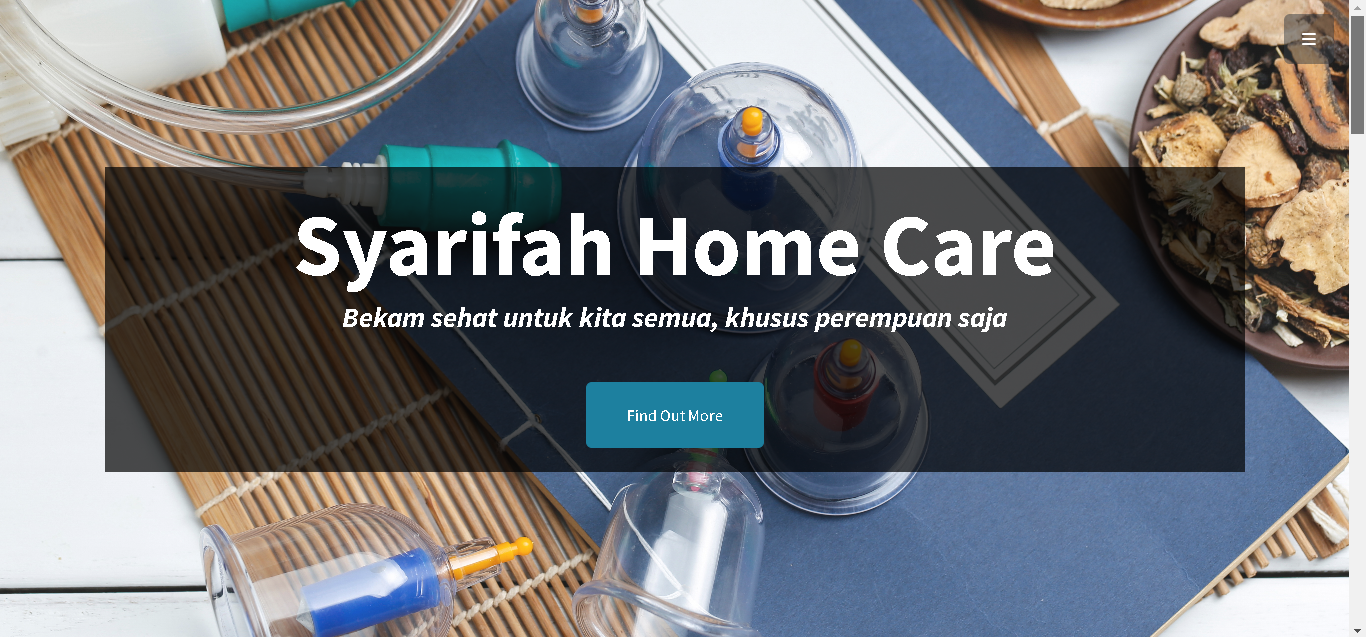 Syarifah Home Care
Bekam sehat untuk kita semua, khusus perempuan saja
Find Out More